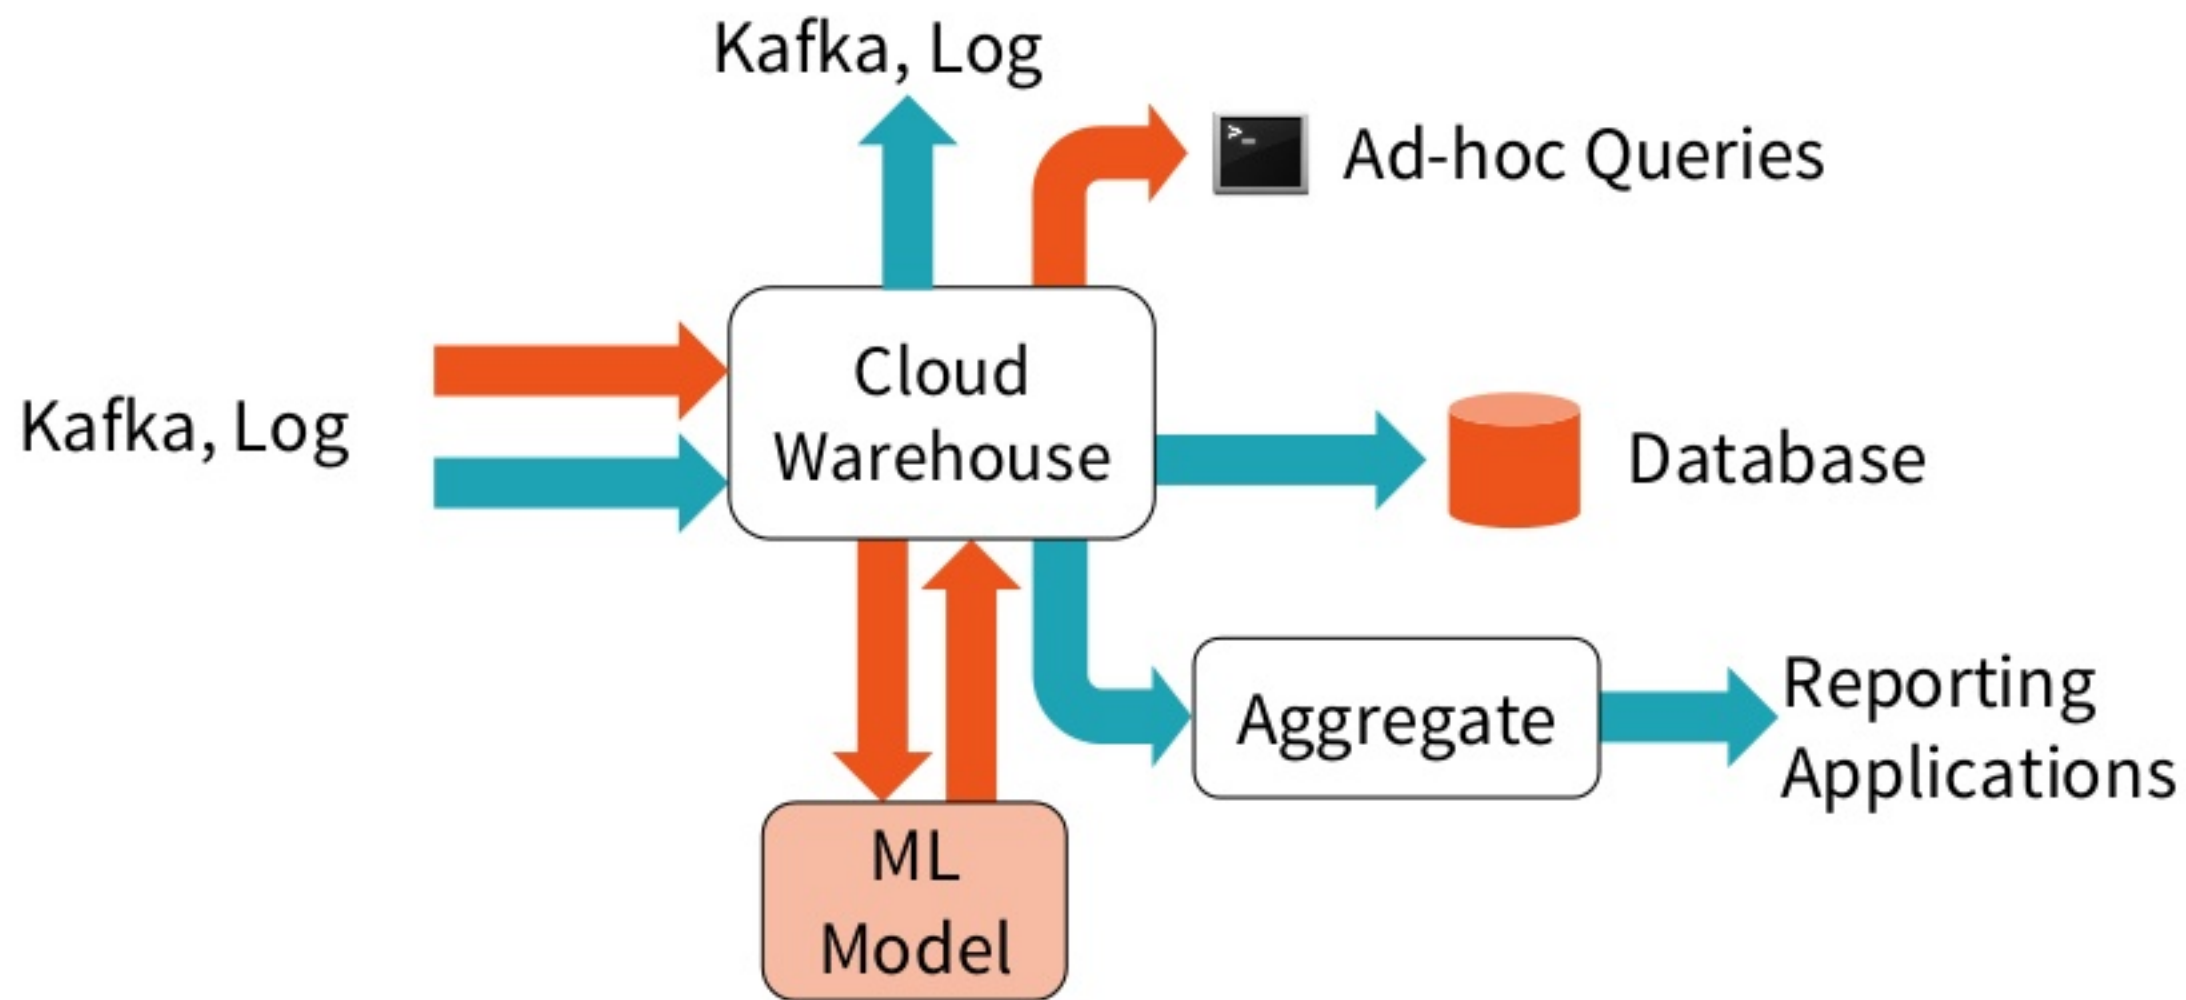 Kafka, Log
>_
Ad-hoc Queries
Kafka, Log
Cloud
Warehouse
Database
Aggregate
Reporting
Applications
ML
Model